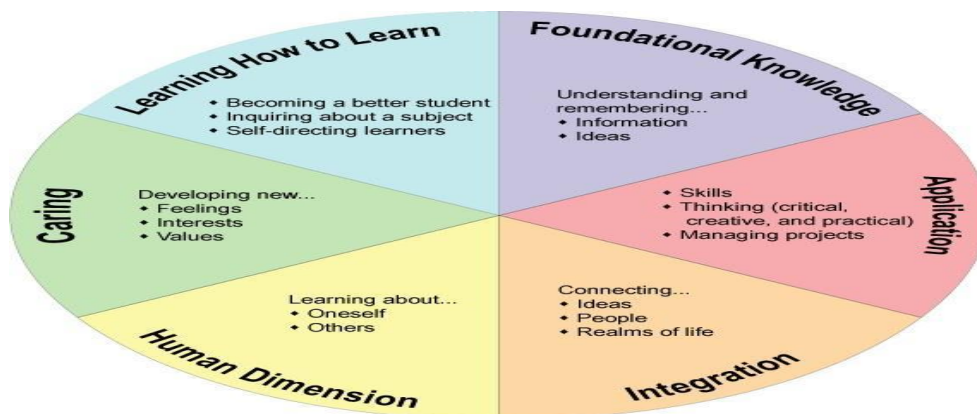 Learning How to Learn
◆ Becoming a better student
◆ Inquiring about a subject
◆ Self-directing learners
Foundational Knowledge
Understanding and
remembering...
◆ Information
◆ Ideas
Application
◆ Skills
◆ Thinking (critical,
creative, and practical)
◆ Managing projects
Integration
Connecting...
◆ Ideas
◆ People
◆ Realms of life
Human Dimension
Learning about...
◆ Oneself
◆ Others
Caring
Developing new...
◆ Feelings
◆ Interests
◆ Values